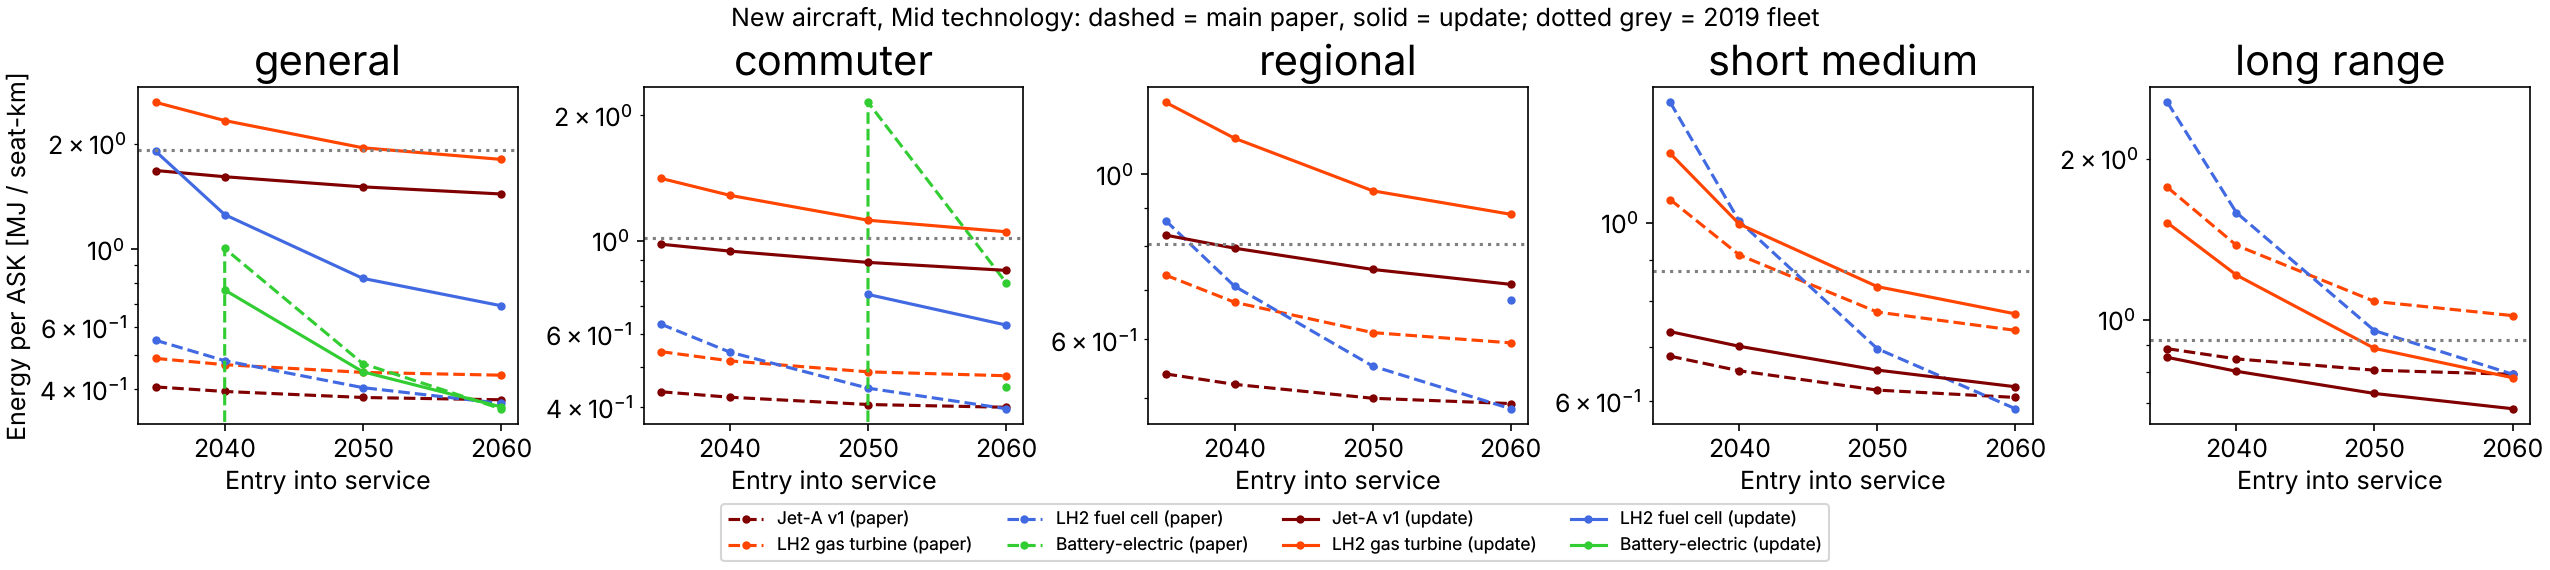 New aircraft, Mid technology: dashed = main paper, solid = update; dotted grey = 2019 fleet
general
commuter
regional
short medium
long range
Energy per ASK [MJ / seat-km]
2 × 10⁰
10⁰
6 × 10⁻¹
4 × 10⁻¹
2040 2050 2060
Entry into service
2 × 10⁰
10⁰
6 × 10⁻¹
4 × 10⁻¹
2040 2050 2060
Entry into service
10⁰
6 × 10⁻¹
2040 2050 2060
Entry into service
10⁰
6 × 10⁻¹
2040 2050 2060
Entry into service
2 × 10⁰
10⁰
2040 2050 2060
Entry into service
Jet-A v1 (paper)
LH2 gas turbine (paper)
LH2 fuel cell (paper)
Battery-electric (paper)
Jet-A v1 (update)
LH2 gas turbine (update)
LH2 fuel cell (update)
Battery-electric (update)